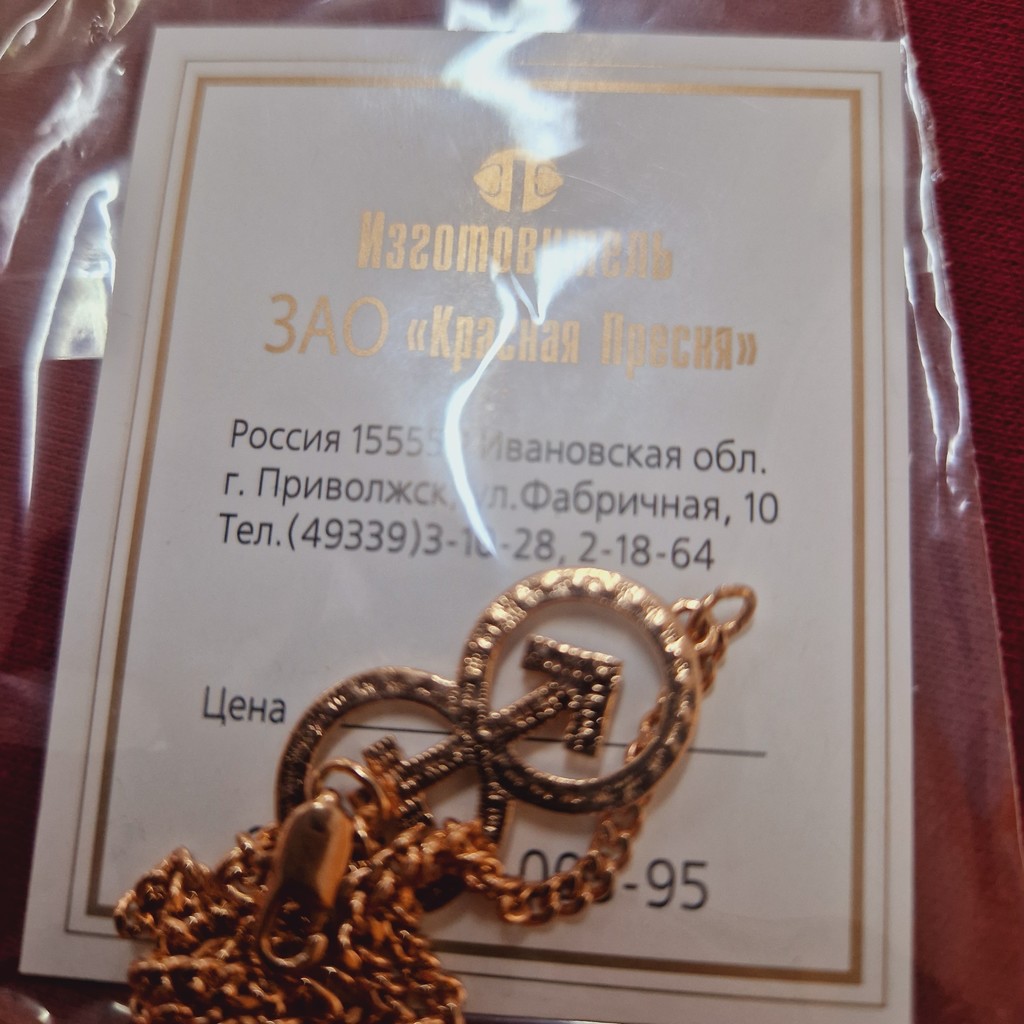 Изготовитель
ЗАО «Красная Пресня»
Россия Ивановская обл.
г. Приволжск, ул.Фабричная, 10
Тел.(49339)3-10-28, 2-18-64
Цена
-95